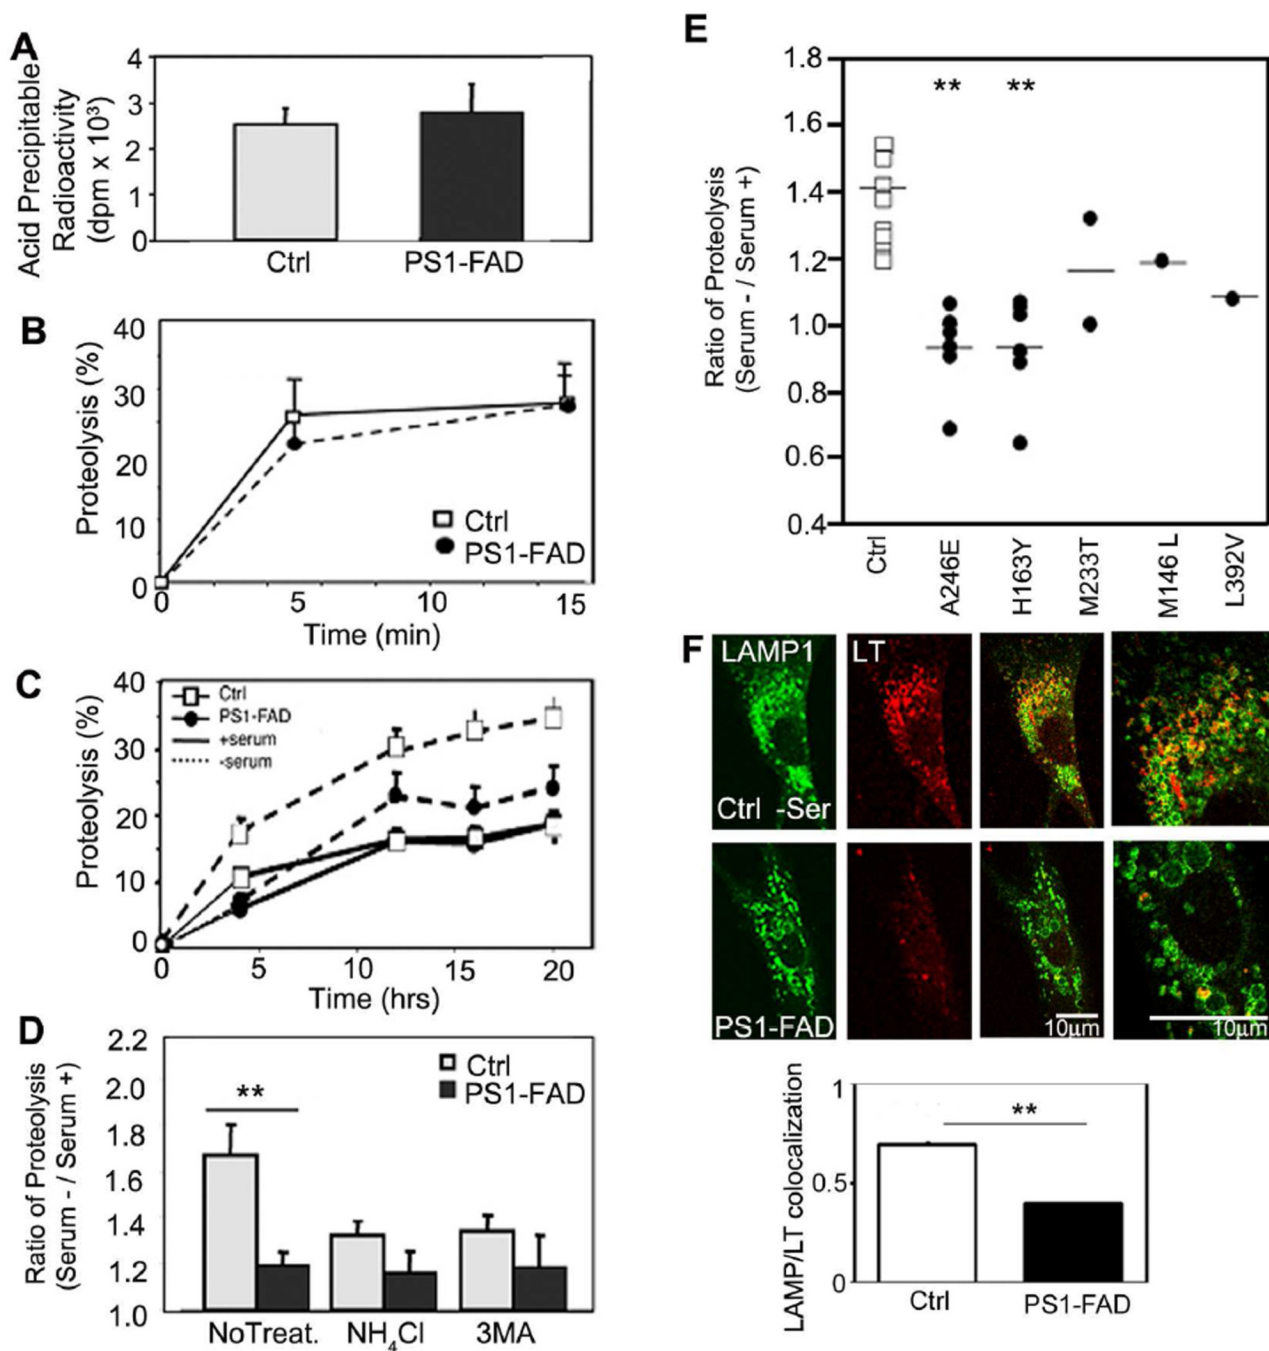 A
Acid Precipitable
Radioactivity
(dpm x 10³)
4
3
2
1
0
Ctrl
PS1-FAD
B
Proteolysis (%)
40
30
20
10
0
Ctrl
PS1-FAD
0
5
10
15
Time (min)
C
Proteolysis (%)
40
30
20
10
0
Ctrl
PS1-FAD
+serum
-serum
0
5
10
15
20
Time (hrs)
D
Ratio of Proteolysis
(Serum - / Serum +)
2.2
2.0
1.8
1.6
1.4
1.2
1.0
**
Ctrl
PS1-FAD
NoTreat.
NH₄Cl
3MA
E
Ratio of Proteolysis
(Serum - / Serum +)
1.8
1.6
1.4
1.2
1.0
0.8
0.6
0.4
**
**
Ctrl
A246E
H163Y
M233T
M146 L
L392V
F
LAMP1
LT
Ctrl -Ser
PS1-FAD
10µm
10µm
LAMP/LT colocalization
1
0.5
0
**
Ctrl
PS1-FAD